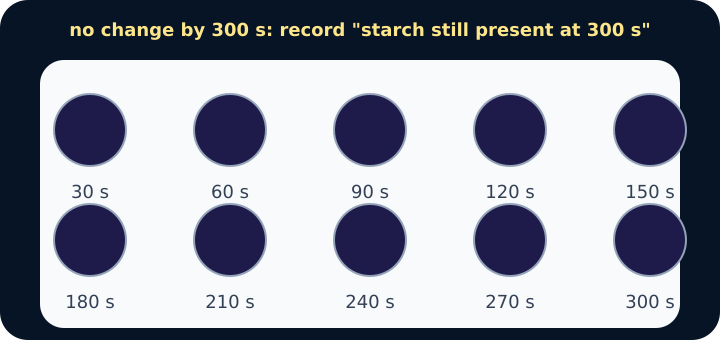 no change by 300 s: record "starch still present at 300 s"
30 s 60 s 90 s 120 s 150 s
180 s 210 s 240 s 270 s 300 s